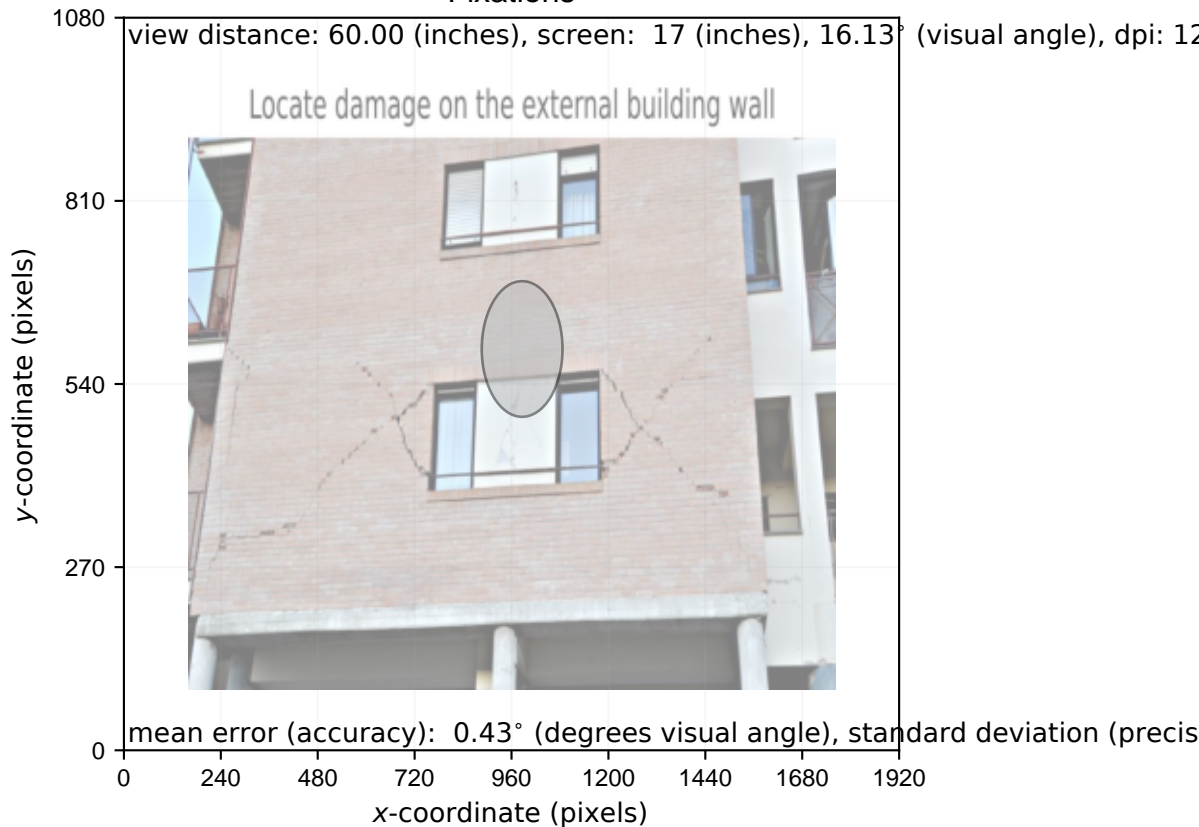 view distance: 60.00 (inches), screen:  17 (inches), 16.13° (visual angle), dpi: 12
Locate damage on the external building wall
1080
810
540
270
0
y-coordinate (pixels)
mean error (accuracy):  0.43° (degrees visual angle), standard deviation (precis
0 240 480 720 960 1200 1440 1680 1920
x-coordinate (pixels)